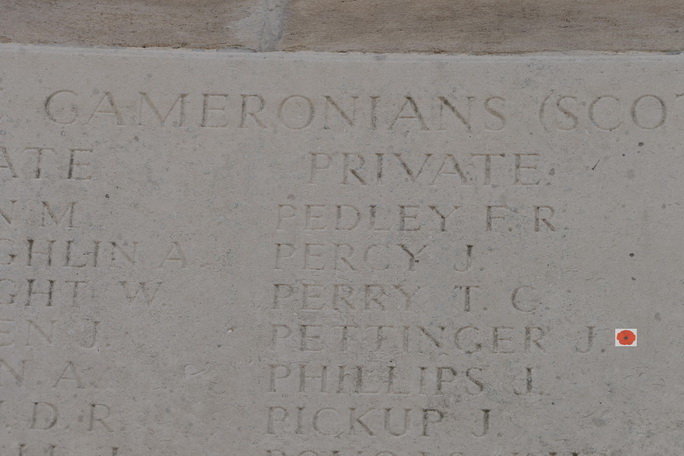 CAMERONIANS (SCO
ATE
N M
GHLIN A
GHT W.
EN J.
N A.
D. R.
PRIVATE
PEDLEY F. R.
PERCY J.
PERRY T. G.
PETTINGER J.
PHILLIPS J.
PICKUP J.